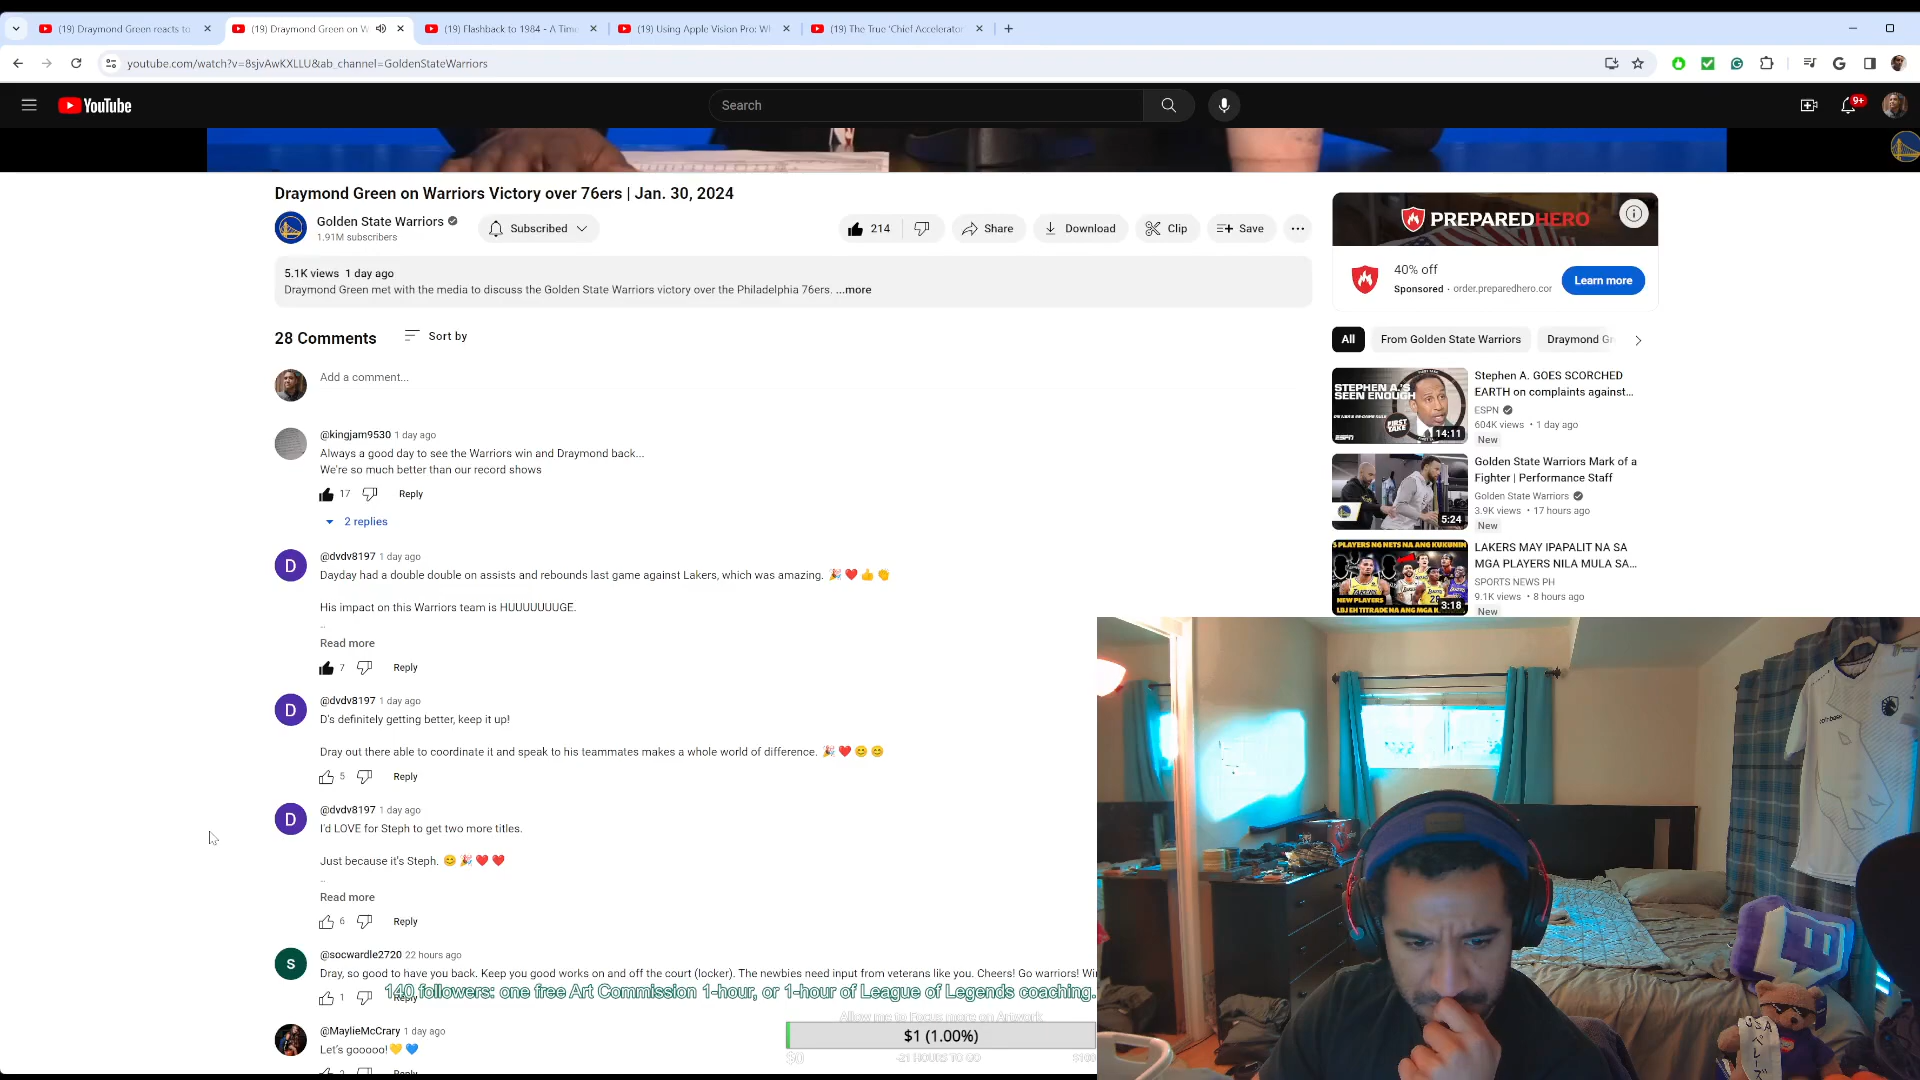 (19) Draymond Green reacts to
(19) Draymond Green on W
(19) Flashback to 1984 - A Time
(19) Using Apple Vision Pro: Wh
(19) The True 'Chief Accelerator
youtube.com/watch?v=8sjvAwKXLLU&ab_channel=GoldenStateWarriors
YouTube
Search
9+
Draymond Green on Warriors Victory over 76ers | Jan. 30, 2024
Golden State Warriors
1.91M subscribers
Subscribed
214
Share
Download
Clip
Save
5.1K views 1 day ago
Draymond Green met with the media to discuss the Golden State Warriors victory over the Philadelphia 76ers. ...more
28 Comments
Sort by
Add a comment...
@kingjam9530 1 day ago
Always a good day to see the Warriors win and Draymond back...
We're so much better than our record shows
17
Reply
2 replies
D
@dvdv8197 1 day ago
Dayday had a double double on assists and rebounds last game against Lakers, which was amazing. 🎉 ❤️ 👍 👏
His impact on this Warriors team is HUUUUUUUGE.
..
Read more
7
Reply
D
@dvdv8197 1 day ago
D's definitely getting better, keep it up!
Dray out there able to coordinate it and speak to his teammates makes a whole world of difference. 🎉 ❤️ 😊 😊
5
Reply
D
@dvdv8197 1 day ago
I'd LOVE for Steph to get two more titles.
Just because it's Steph. 😊 🎉 ❤️ ❤️
..
Read more
6
Reply
S
@socwardle2720 22 hours ago
Dray, so good to have you back. Keep you good works on and off the court (locker). The newbies need input from veterans like you. Cheers! Go warriors! Wi
1
Reply
140 followers: one free Art Commission 1-hour, or 1-hour of League of Legends coaching.
Allow me to Focus more on Artwork
$1 (1.00%)
$0
-21 HOURS TO GO
$100
@MaylieMcCrary 1 day ago
Let's gooooo! 💛 💙
2
Reply
PREPAREDHERO
40% off
Sponsored · order.preparedhero.cor
Learn more
All
From Golden State Warriors
Draymond Gr
STEPHEN A.'S
SEEN ENOUGH
FIRST
TAKE
ESPN
14:11
Stephen A. GOES SCORCHED
EARTH on complaints against...
ESPN
604K views • 1 day ago
New
5:24
Golden State Warriors Mark of a
Fighter | Performance Staff
Golden State Warriors
3.9K views • 17 hours ago
New
PLAYERS NG NETS NA ANG KUKUNIN
NEW PLAYERS
3:18
LAKERS MAY IPAPALIT NA SA
MGA PLAYERS NILA MULA SA...
SPORTS NEWS PH
9.1K views • 8 hours ago
New